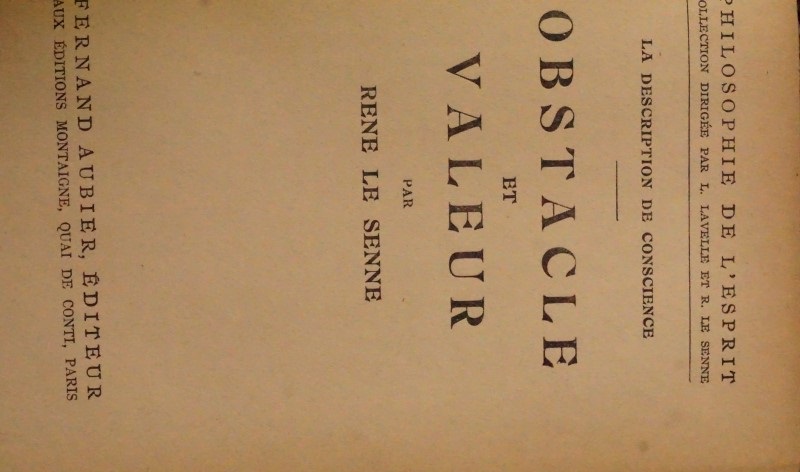 PHILOSOPHIE DE L'ESPRIT
COLLECTION DIRIGÉE PAR L. LAVELLE ET R. LE SENNE
LA DESCRIPTION DE CONSCIENCE
OBSTACLE
ET
VALEUR
PAR
RENE LE SENNE
FERNAND AUBIER, ÉDITEUR
AUX ÉDITIONS MONTAIGNE, QUAI DE CONTI, PARIS